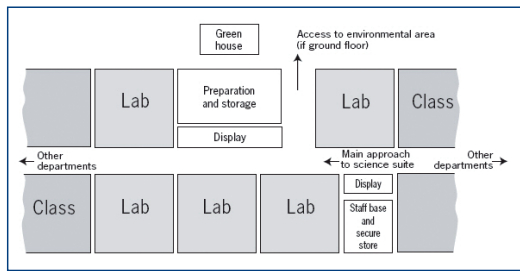 Green
house
Access to environmental area
(if ground floor)
Lab
Preparation
and storage
Lab
Class
Display
Other
departments
Main approach
to science suite
Other
departments
Class
Lab
Lab
Lab
Display
Staff base
and
secure
store